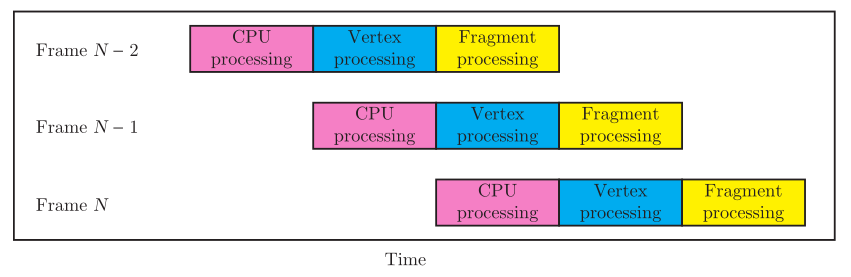 Frame N − 2
CPU
processing
Vertex
processing
Fragment
processing
Frame N − 1
CPU
processing
Vertex
processing
Fragment
processing
Frame N
CPU
processing
Vertex
processing
Fragment
processing
Time